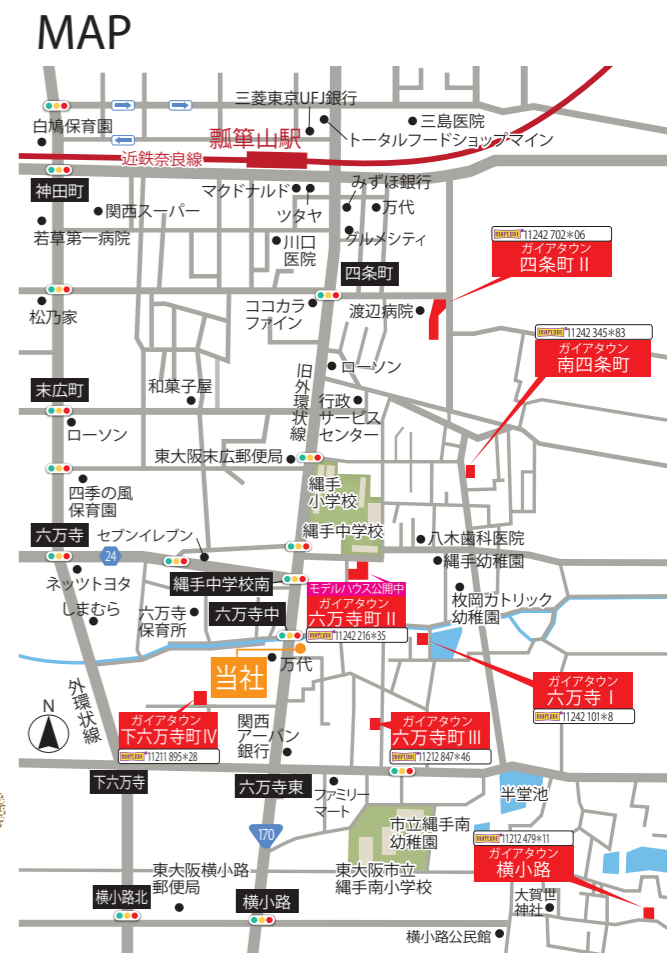 MAP
三菱東京UFJ銀行
白鳩保育園
三島医院
トータルフードショップマイン
瓢箪山駅
近鉄奈良線
神田町
マクドナルド
みずほ銀行
関西スーパー
ツタヤ
万代
若草第一病院
川口
医院
グルメシティ
MAPCODE 11242 702*06
ガイアタウン
四条町Ⅱ
四条町
松乃家
ココカラ
ファイン
渡辺病院
MAPCODE 11242 345*83
ガイアタウン
南四条町
ローソン
旧外環状線
末広町
和菓子屋
行政
サービス
センター
ローソン
東大阪末広郵便局
四季の風
保育園
縄手
小学校
縄手中学校
六万寺
セブンイレブン
24
八木歯科医院
縄手幼稚園
ネッツトヨタ
縄手中学校南
モデルハウス公開中
ガイアタウン
六万寺町Ⅱ
MAPCODE 11242 216*35
枚岡カトリック
幼稚園
しまむら
六万寺
保育所
六万寺中
当社
万代
ガイアタウン
六万寺Ⅰ
MAPCODE 11242 101*8
外環状線
N
ガイアタウン
下六万寺町Ⅳ
MAPCODE 11211 895*28
関西
アーバン
銀行
ガイアタウン
六万寺町Ⅲ
MAPCODE 11212 847*46
下六万寺
六万寺東
ファミリー
マート
半堂池
170
市立縄手南
幼稚園
MAPCODE 11212 479*11
ガイアタウン
横小路
東大阪横小路
郵便局
東大阪市立
縄手南小学校
横小路北
横小路
大賀世
神社
横小路公民館